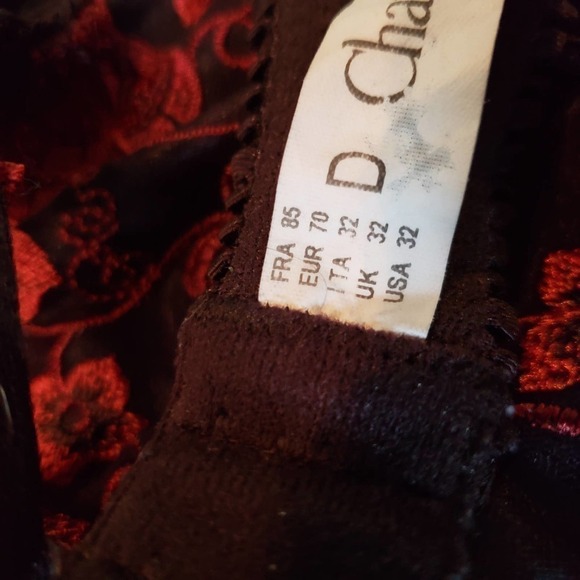 Cha
D
FRA 85
EUR 70
ITA 32
UK 32
USA 32